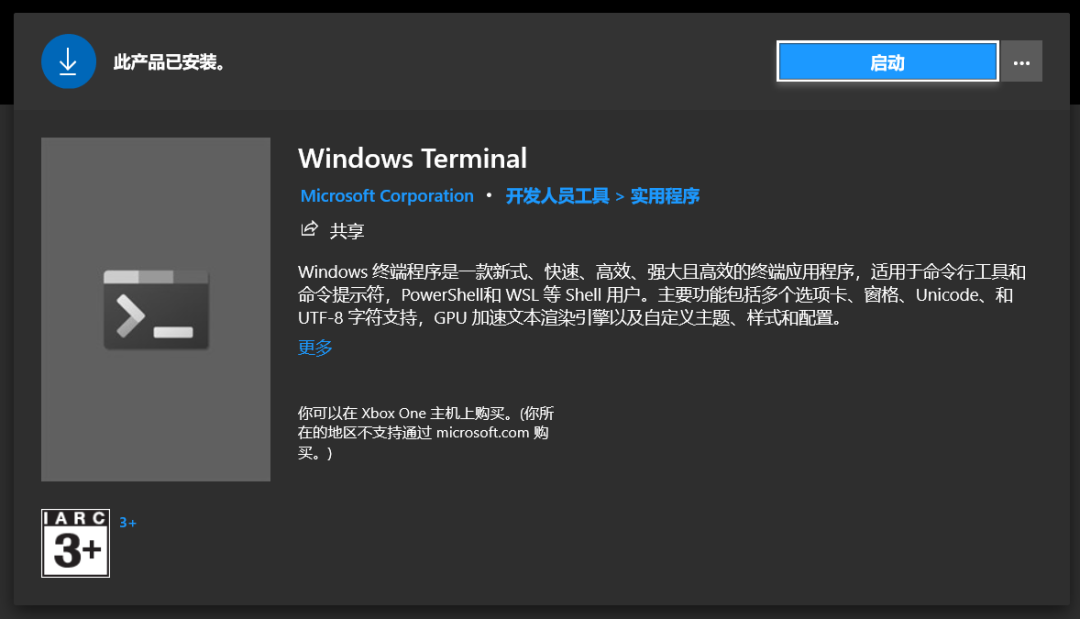 此产品已安装。
启动
Windows Terminal
Microsoft Corporation • 开发人员工具 > 实用程序
共享
Windows 终端程序是一款新式、快速、高效、强大且高效的终端应用程序，适用于命令行工具和
命令提示符，PowerShell和 WSL 等 Shell 用户。主要功能包括多个选项卡、窗格、Unicode、和
UTF-8 字符支持，GPU 加速文本渲染引擎以及自定义主题、样式和配置。
更多
你可以在 Xbox One 主机上购买。(你所
在的地区不支持通过 microsoft.com 购
买。)
IARC
3+
3+